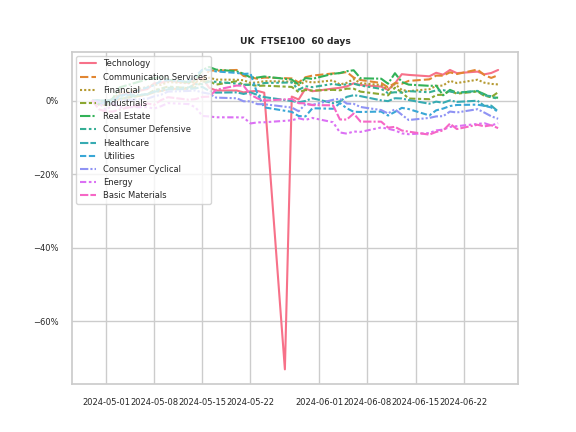 UK FTSE100 60 days
Technology
Communication Services
Financial
Industrials
Real Estate
Consumer Defensive
Healthcare
Utilities
Consumer Cyclical
Energy
Basic Materials
0%
−20%
−40%
−60%
2024-05-01 2024-05-08 2024-05-15 2024-05-22 2024-06-01 2024-06-08 2024-06-15 2024-06-22